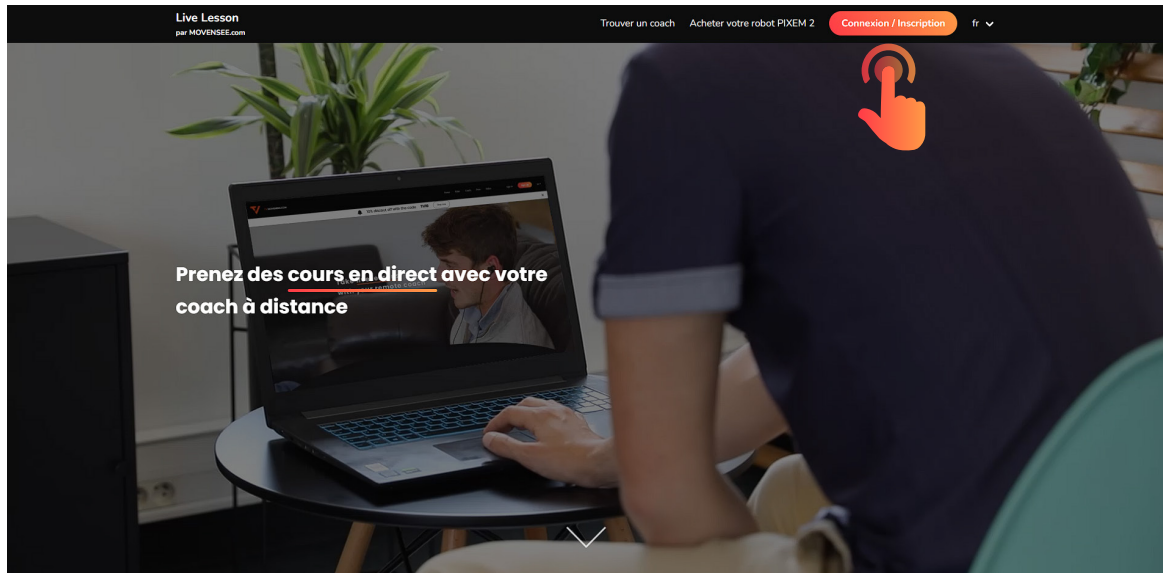 Live Lesson
par MOVENSEE.com
Trouver un coach
Acheter votre robot PIXEM 2
Connexion / Inscription
fr
Prenez des cours en direct avec votre
coach à distance